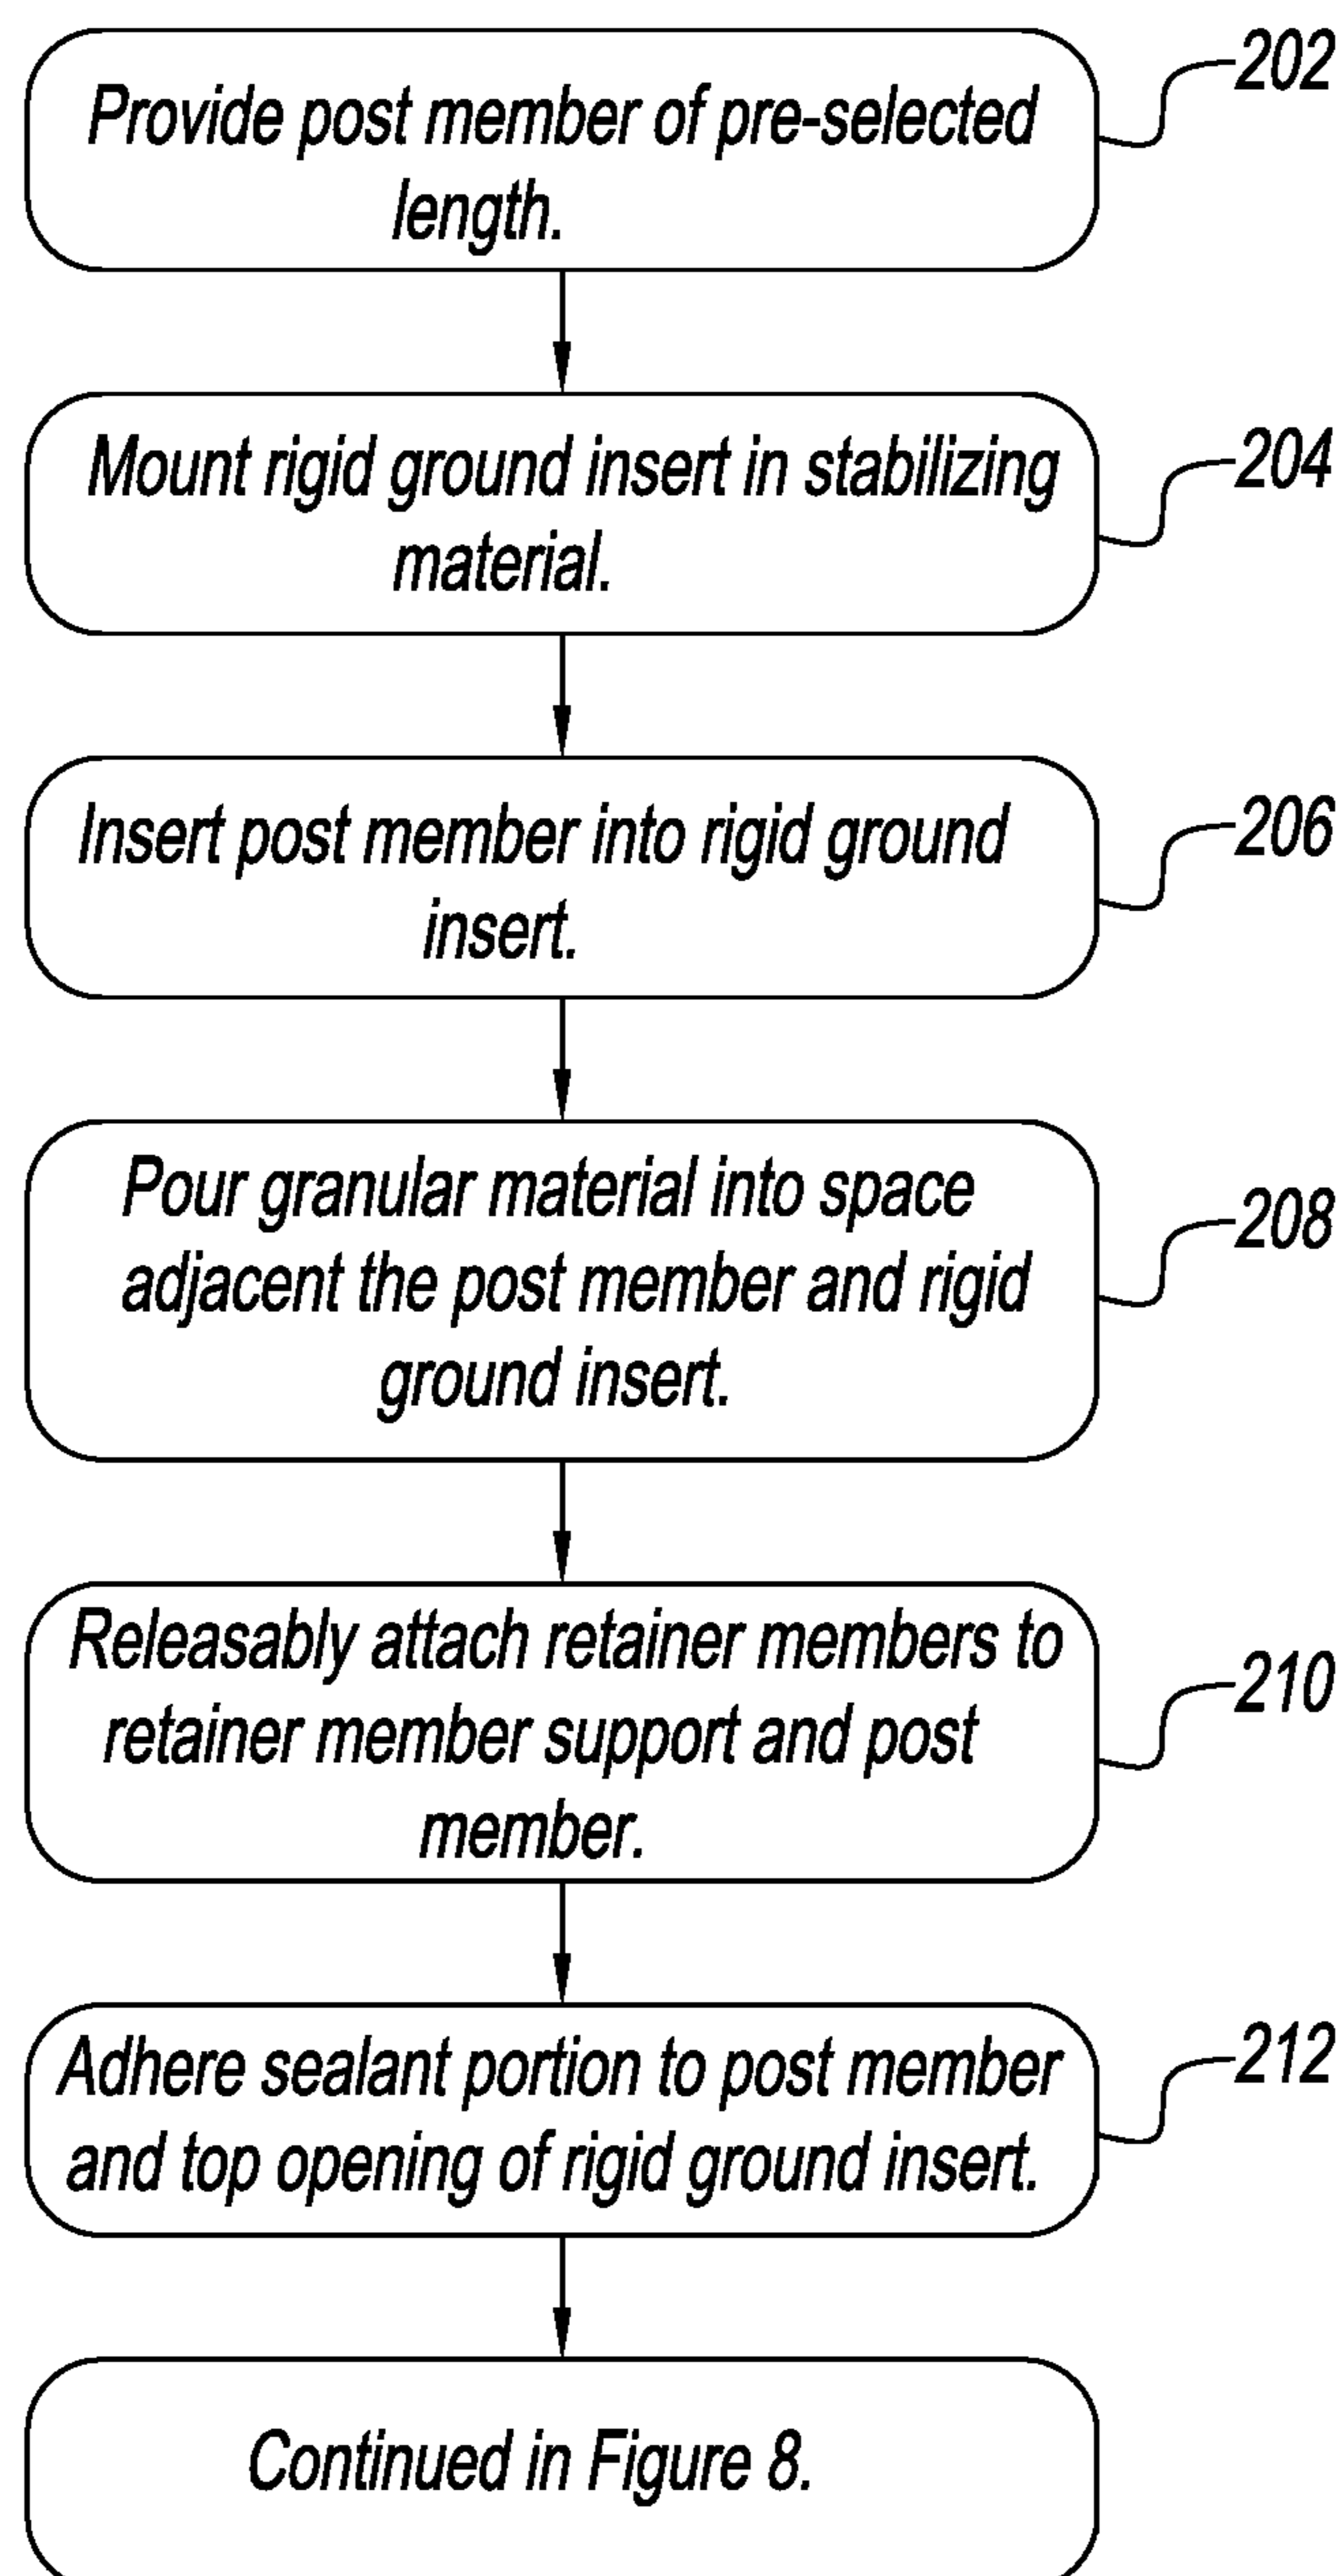 Provide post member of pre-selected
length.
202
Mount rigid ground insert in stabilizing
material.
204
Insert post member into rigid ground
insert.
206
Pour granular material into space
adjacent the post member and rigid
ground insert.
208
Releasably attach retainer members to
retainer member support and post
member.
210
Adhere sealant portion to post member
and top opening of rigid ground insert.
212
Continued in Figure 8.